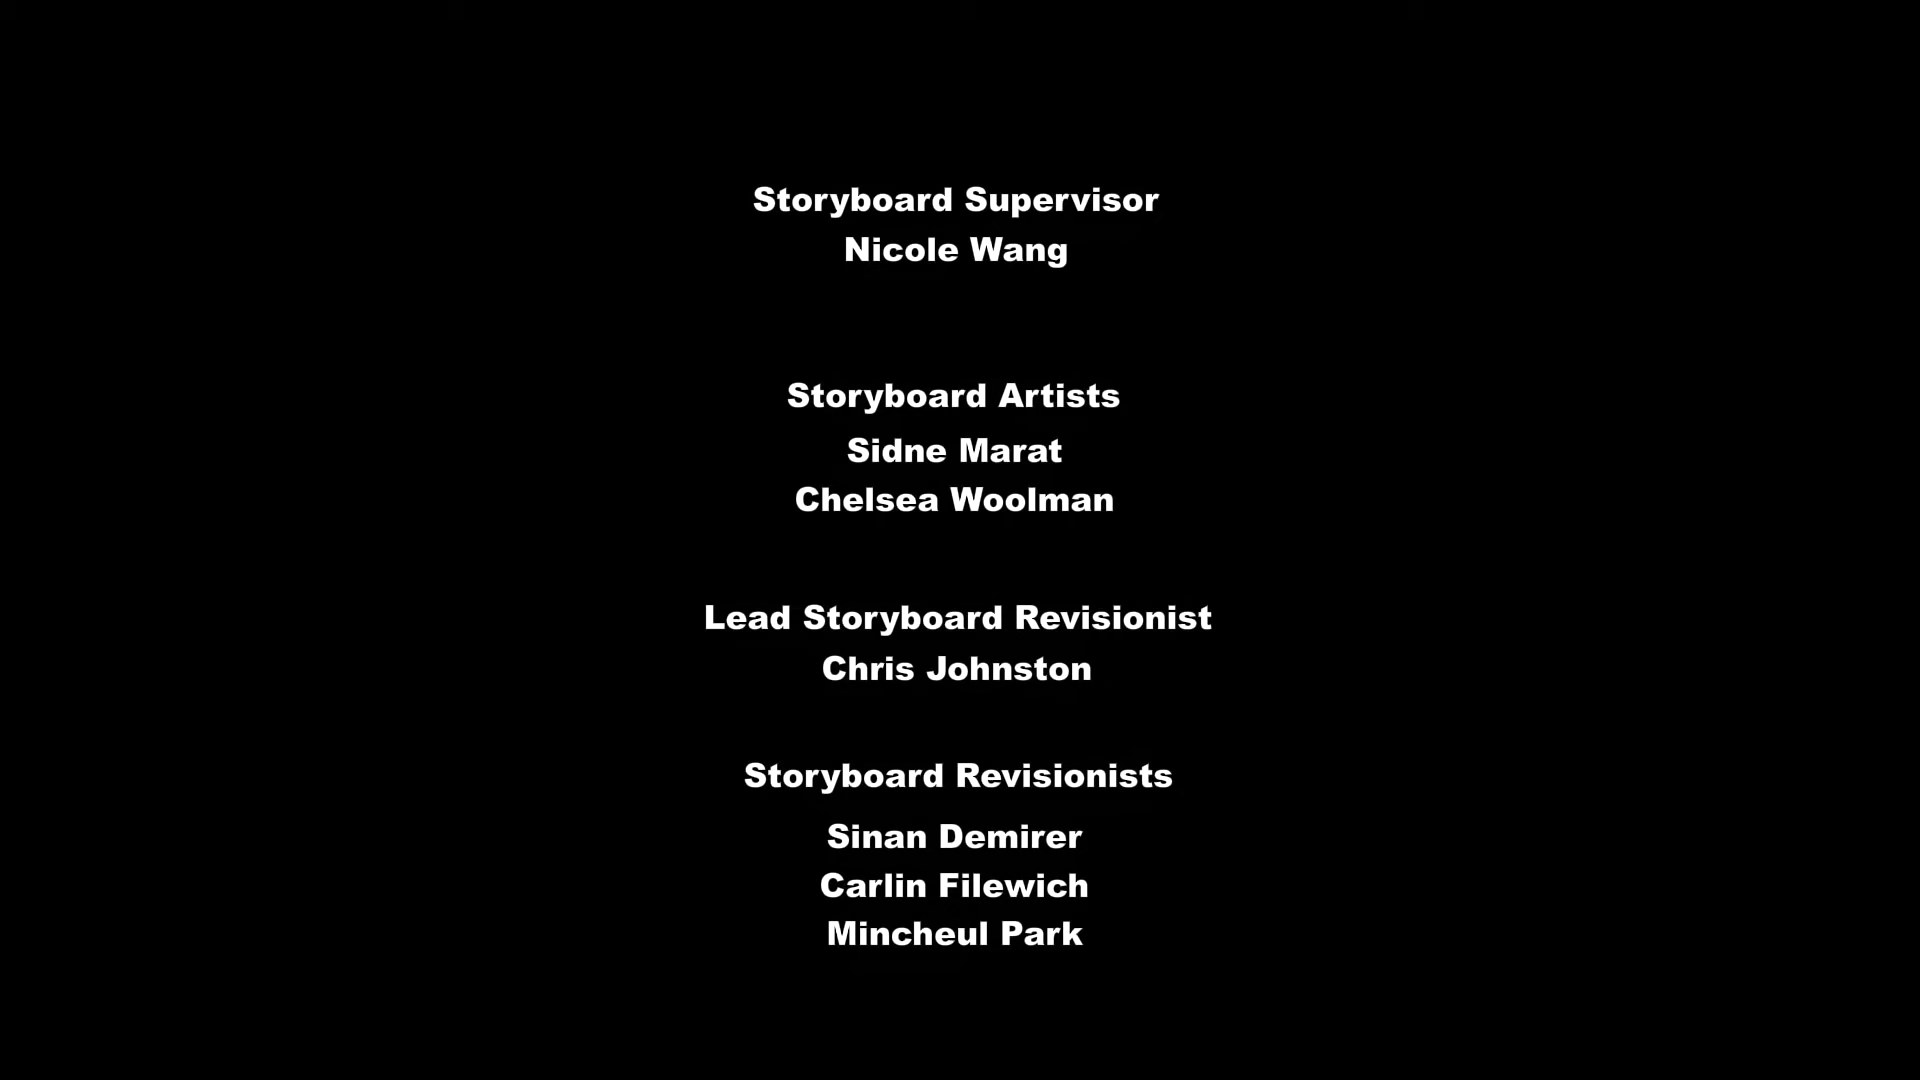 Storyboard Supervisor
Nicole Wang
Storyboard Artists
Sidne Marat
Chelsea Woolman
Lead Storyboard Revisionist
Chris Johnston
Storyboard Revisionists
Sinan Demirer
Carlin Filewich
Mincheul Park